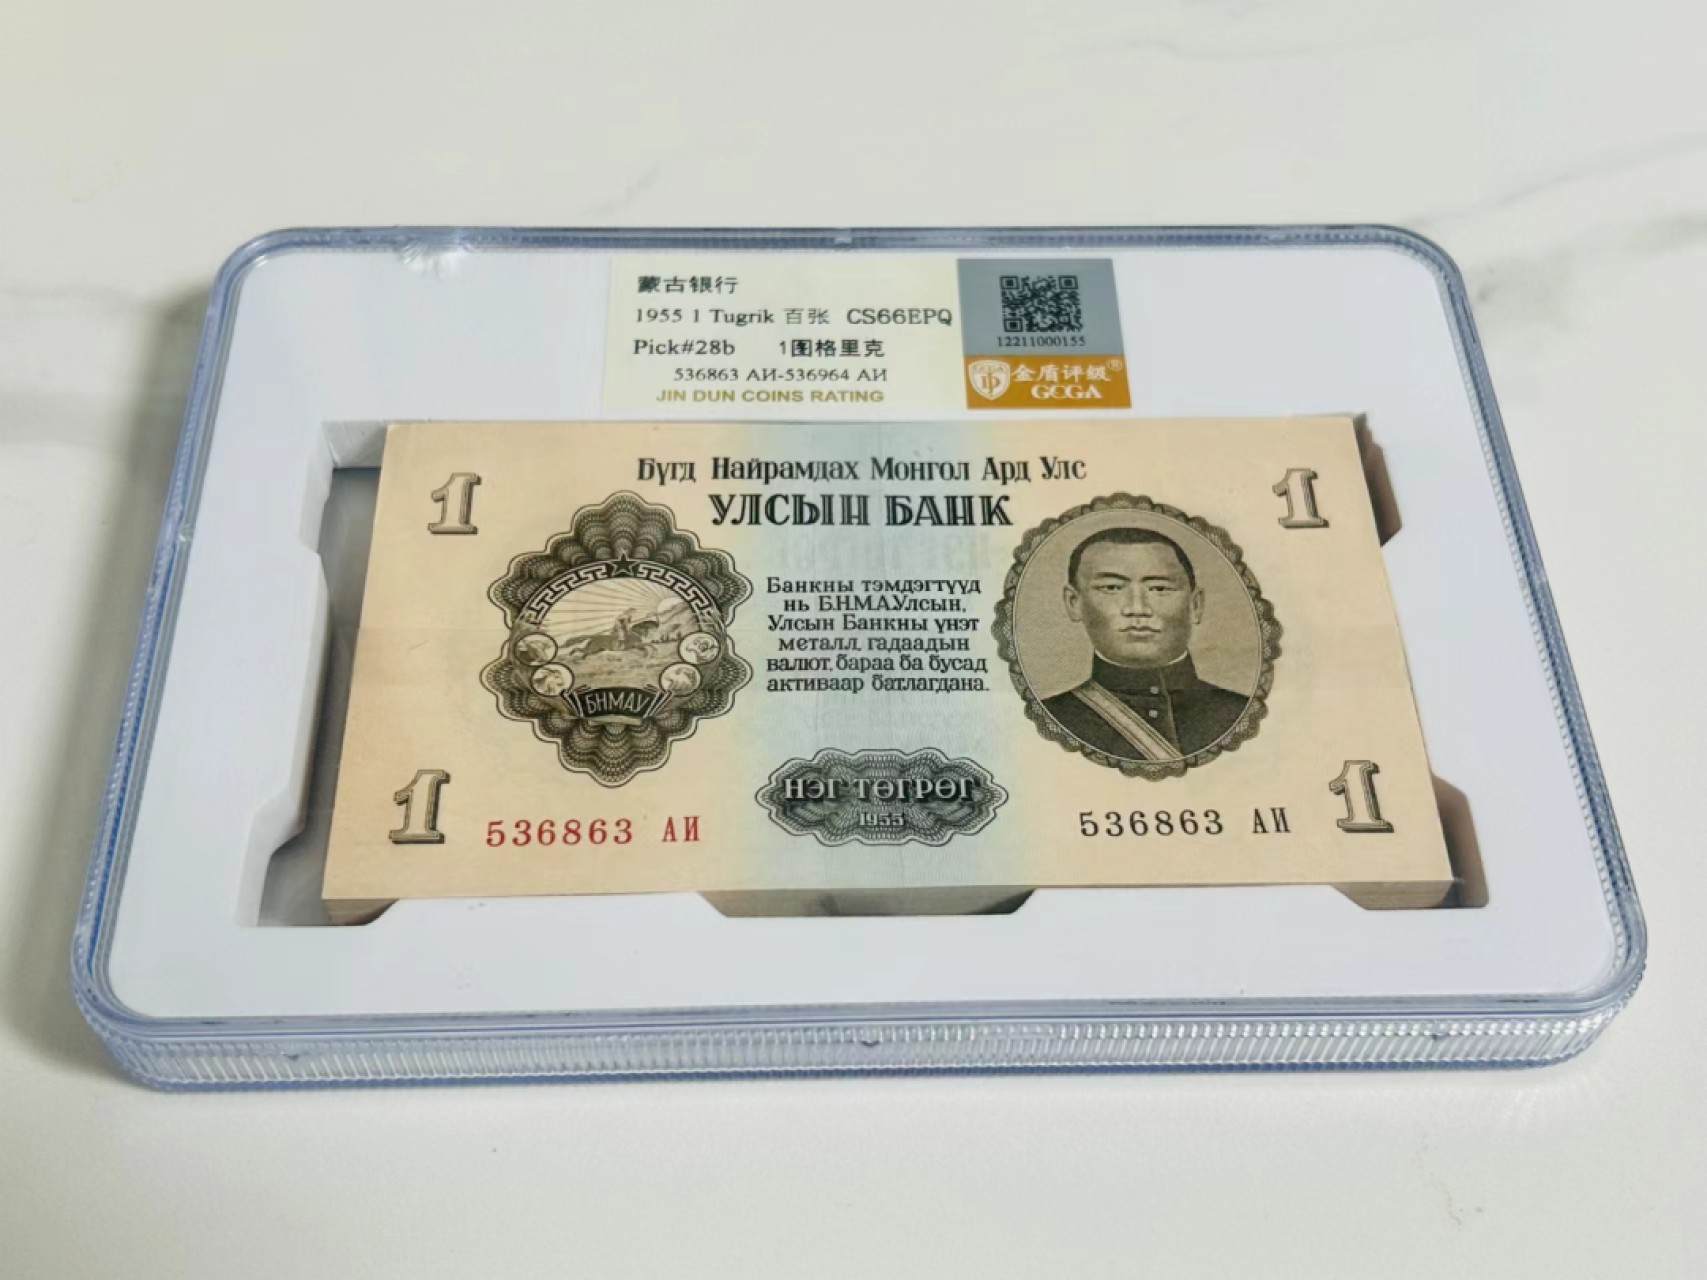 蒙古银行
1955 1 Tugrik 百张 CS66EPQ
Pick#28b 1图格里克
536863 АИ-536964 АИ
JIN DUN COINS RATING
12211000155
金盾评级®
GCGA
1
1
Бүгд Найрамдах Монгол Ард Улс
УЛСЫН БАНК
Банкны тэмдэгтүүд
нь Б.Н.М.А.Улсын,
Улсын Банкны үнэт
металл, гадаадын
валют, бараа ба бусад
активаар батлагдана.
БНМАУ
НЭГ ТӨГРӨГ
1955
1
536863 АИ
536863 АИ
1